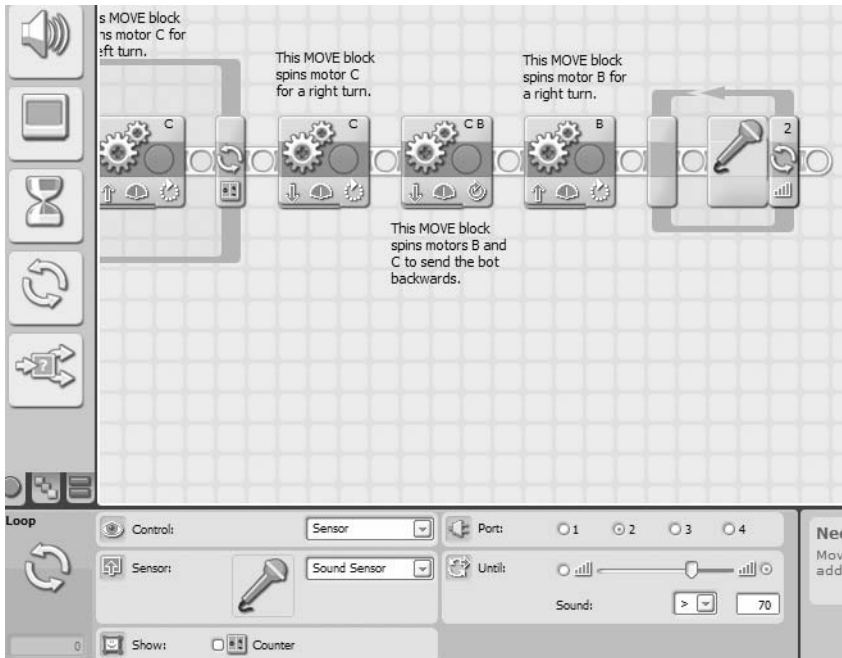 s MOVE block
ns motor C for
eft turn.
This MOVE block
spins motor C
for a right turn.
This MOVE block
spins motor B for
a right turn.
C
C
C B
B
2
This MOVE block
spins motors B and
C to send the bot
backwards.
Loop
Control:
Sensor
Port:
1
2
3
4
Sensor:
Sound Sensor
Until:
Sound:
>
70
0
Show:
Counter
Nee
Mov
add